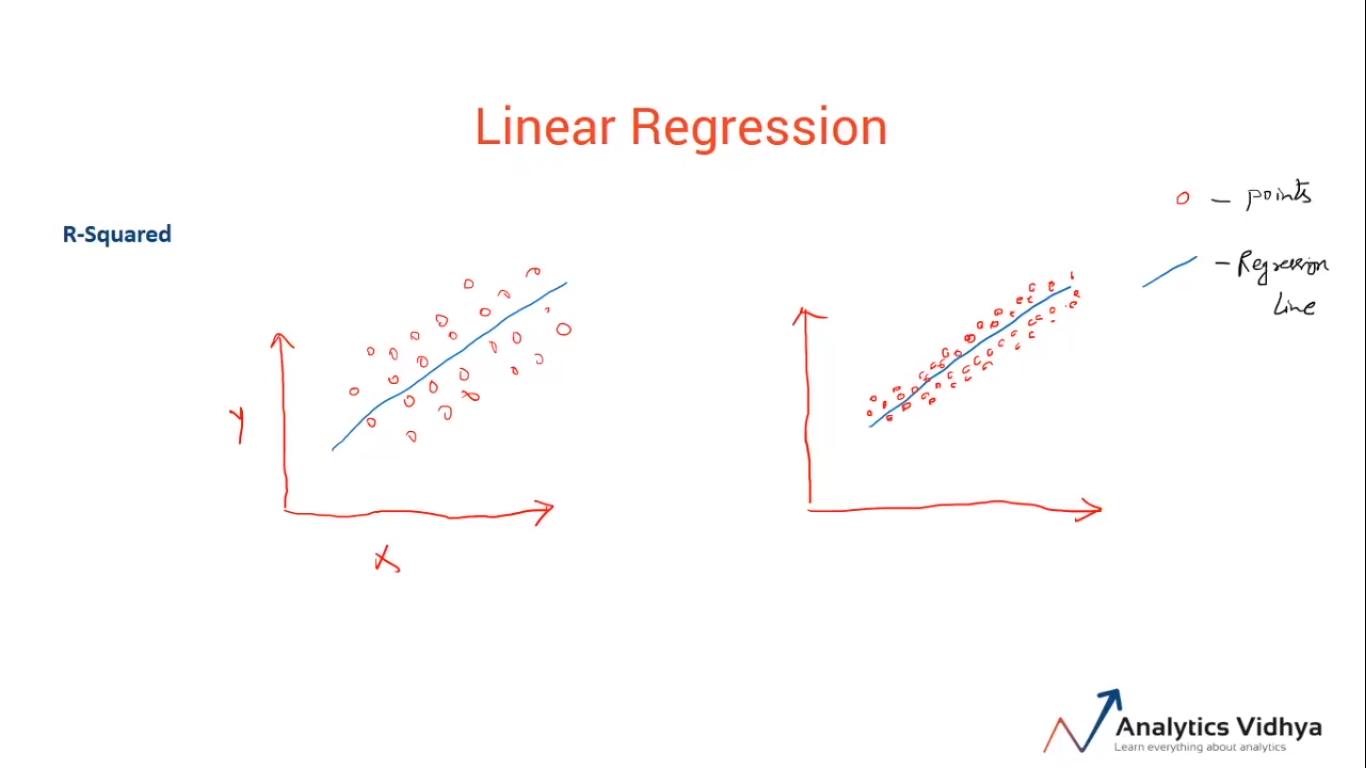 Linear Regression
R-Squared
– points
– Regression
Line
Y
X
Analytics Vidhya
Learn everything about analytics